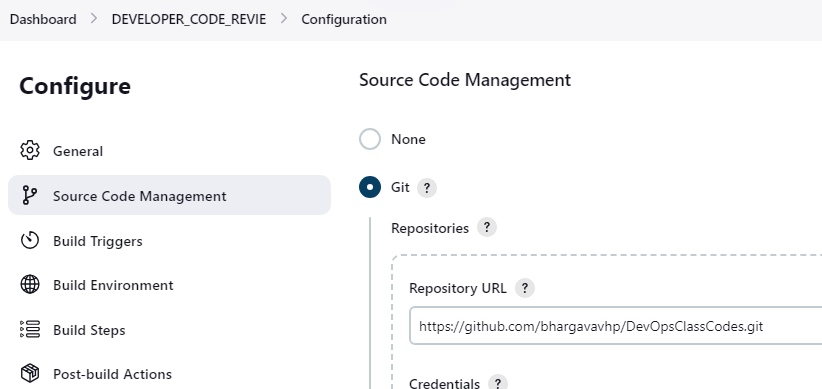 Dashboard > DEVELOPER_CODE_REVIE > Configuration
Configure
General
Source Code Management
Build Triggers
Build Environment
Build Steps
Post-build Actions
Source Code Management
None
Git ?
Repositories ?
Repository URL ?
https://github.com/bhargavavhp/DevOpsClassCodes.git
Credentials ?